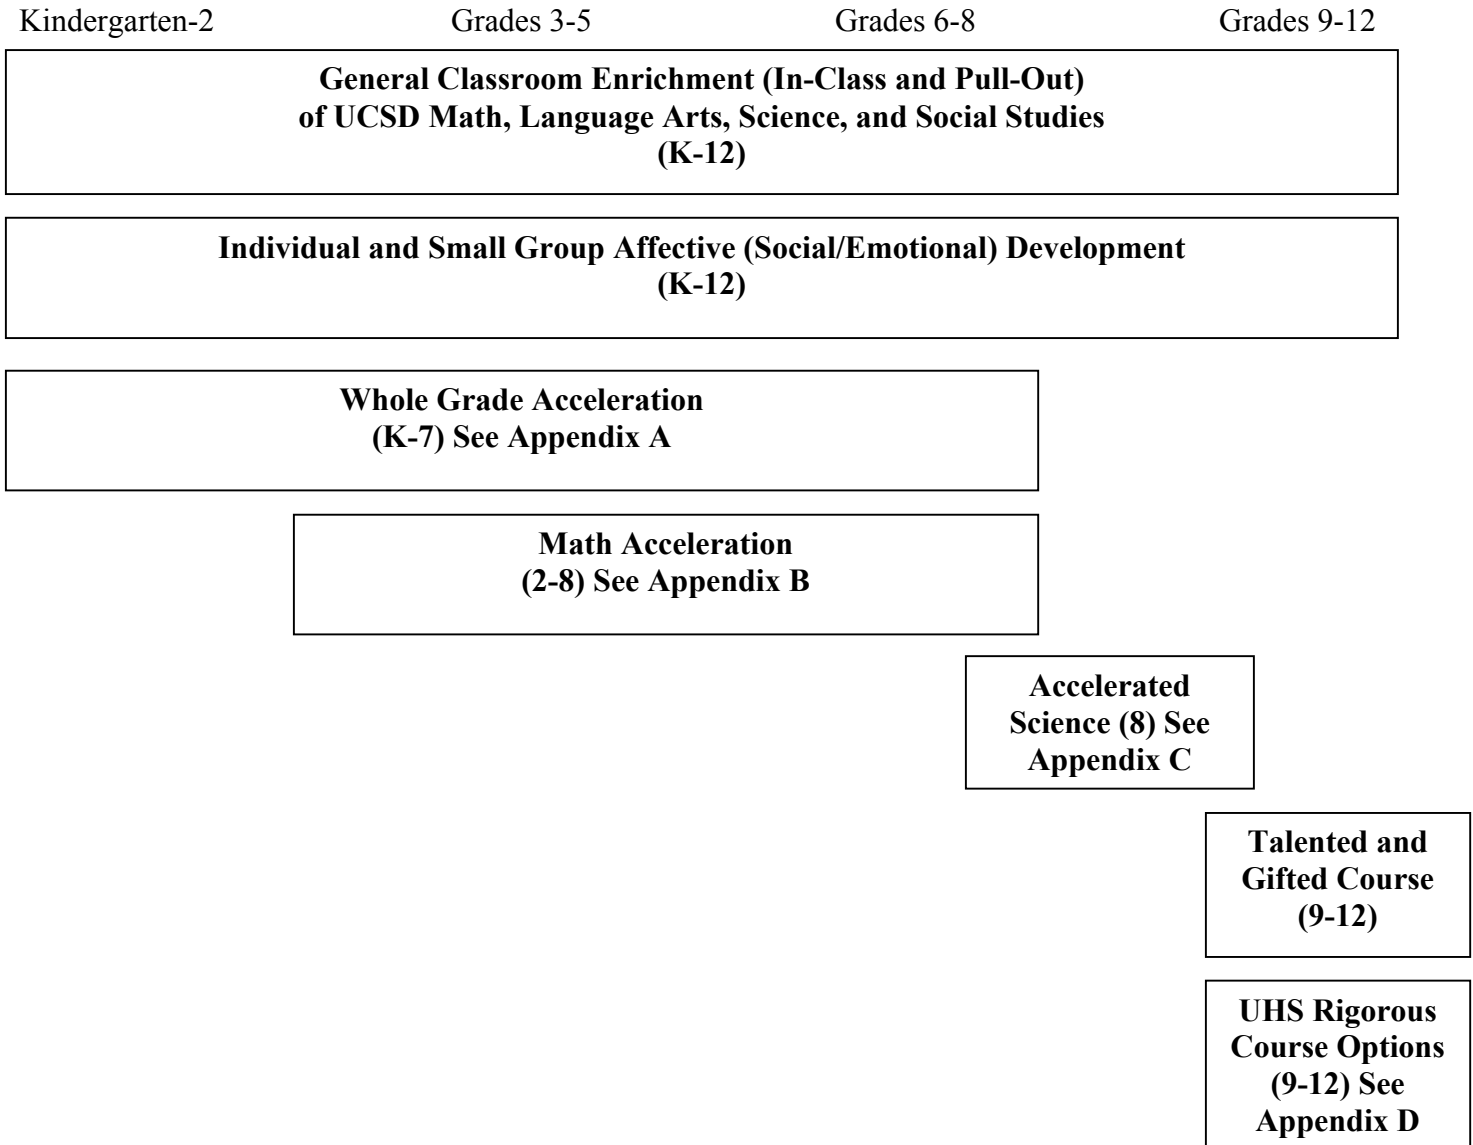 Kindergarten-2 Grades 3-5 Grades 6-8 Grades 9-12
General Classroom Enrichment (In-Class and Pull-Out)
of UCSD Math, Language Arts, Science, and Social Studies
(K-12)
Individual and Small Group Affective (Social/Emotional) Development
(K-12)
Whole Grade Acceleration
(K-7) See Appendix A
Math Acceleration
(2-8) See Appendix B
Accelerated
Science (8) See
Appendix C
Talented and
Gifted Course
(9-12)
UHS Rigorous
Course Options
(9-12) See
Appendix D